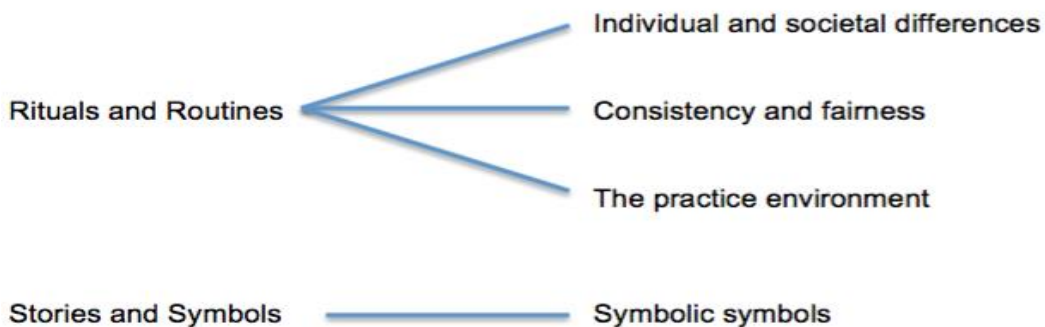 Individual and societal differences
Rituals and Routines
Consistency and fairness
The practice environment
Stories and Symbols
Symbolic symbols